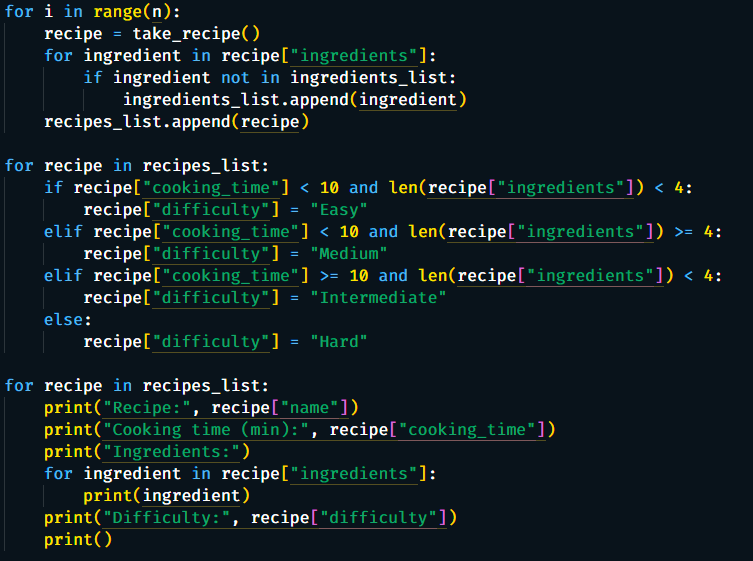 for i in range(n):
    recipe = take_recipe()
    for ingredient in recipe["ingredients"]:
        if ingredient not in ingredients_list:
            ingredients_list.append(ingredient)
    recipes_list.append(recipe)

for recipe in recipes_list:
    if recipe["cooking_time"] < 10 and len(recipe["ingredients"]) < 4:
        recipe["difficulty"] = "Easy"
    elif recipe["cooking_time"] < 10 and len(recipe["ingredients"]) >= 4:
        recipe["difficulty"] = "Medium"
    elif recipe["cooking_time"] >= 10 and len(recipe["ingredients"]) < 4:
        recipe["difficulty"] = "Intermediate"
    else:
        recipe["difficulty"] = "Hard"

for recipe in recipes_list:
    print("Recipe:", recipe["name"])
    print("Cooking time (min):", recipe["cooking_time"])
    print("Ingredients:")
    for ingredient in recipe["ingredients"]:
        print(ingredient)
    print("Difficulty:", recipe["difficulty"])
    print()